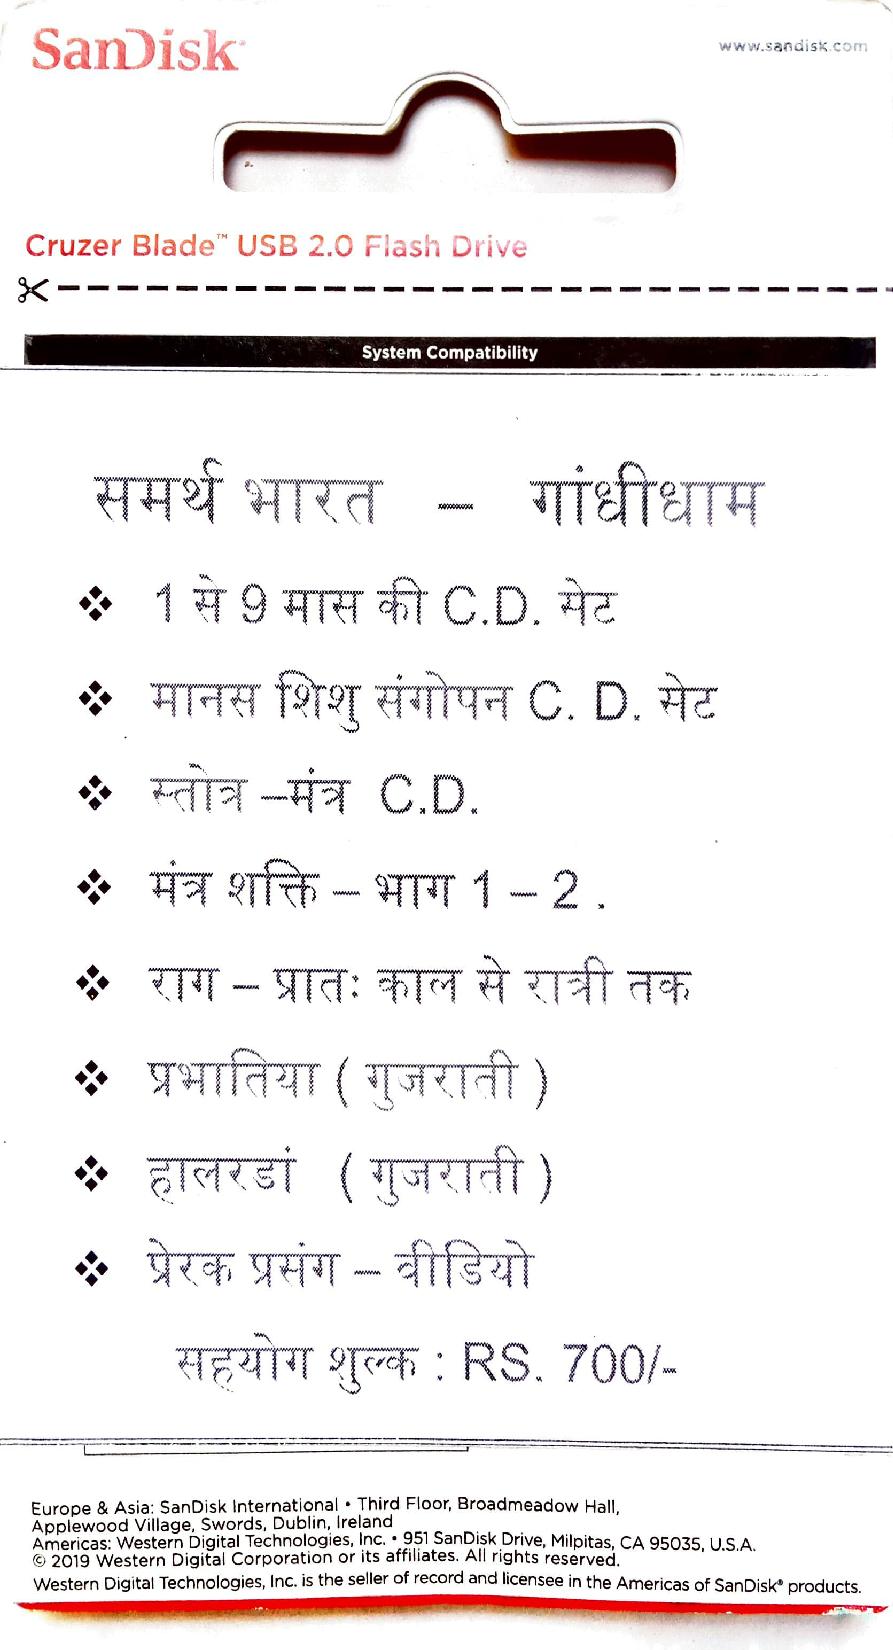 SanDisk
www.sandisk.com
Cruzer Blade™ USB 2.0 Flash Drive
System Compatibility
समर्थ भारत – गांधीधाम
❖ 1 से 9 मास की C.D. सेट
❖ मानस शिशु संगोपन C. D. सेट
❖ स्तोत्र –मंत्र C.D.
❖ मंत्र शक्ति – भाग 1 – 2 .
❖ राग – प्रातः काल से रात्री तक
❖ प्रभातिया ( गुजराती )
❖ हालरडां ( गुजराती )
❖ प्रेरक प्रसंग – वीडियो
सहयोग शुल्क : RS. 700/-
Europe & Asia: SanDisk International • Third Floor, Broadmeadow Hall,
Applewood Village, Swords, Dublin, Ireland
Americas: Western Digital Technologies, Inc. • 951 SanDisk Drive, Milpitas, CA 95035, U.S.A.
© 2019 Western Digital Corporation or its affiliates. All rights reserved.
Western Digital Technologies, Inc. is the seller of record and licensee in the Americas of SanDisk® products.